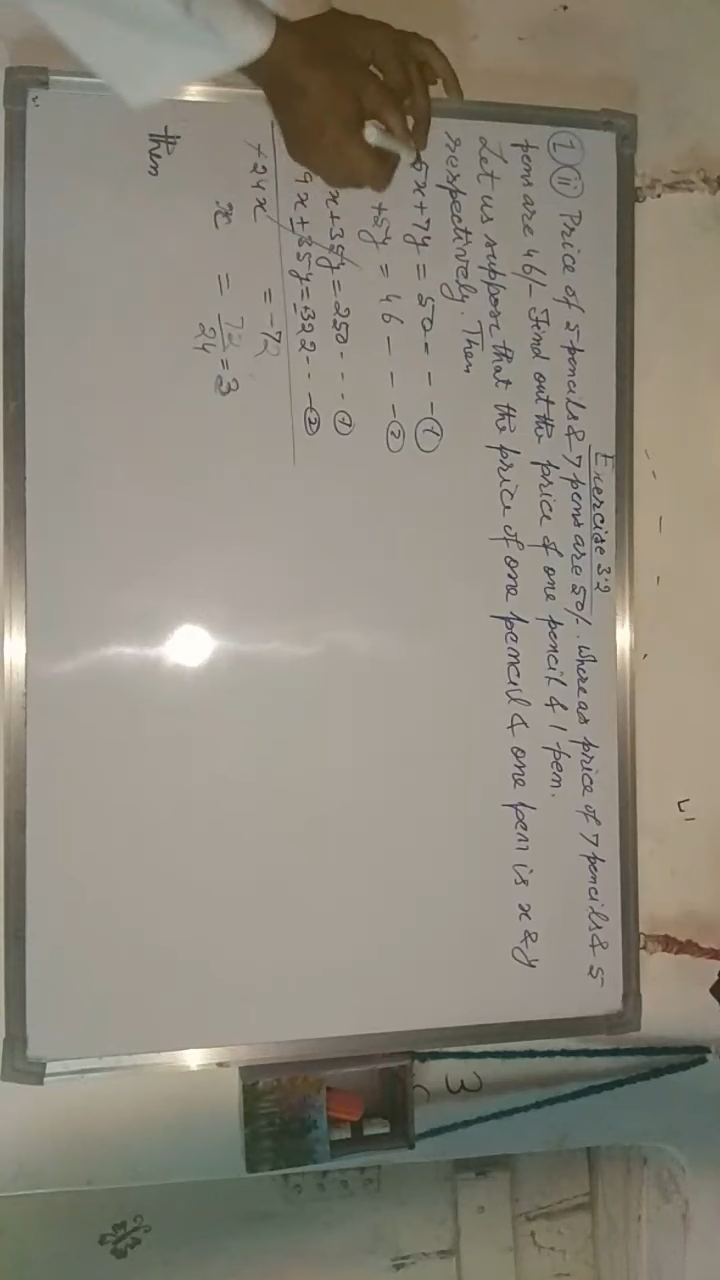 Exercise 3.2
1 (ii) Price of 5 pencils & 7 pens are 50/-. Whereas price of 7 pencils & 5
pens are 46/- Find out the price of one pencil & 1 pen.
Let us suppose that the price of one pencil & one pen is x & y
respectively. Then
5x+7y = 50 - - - ①
+5y = 46 - - - ②
x+35y=250 - - - ①
9x+35y=322 - - - ②
24x = -72
x = 72/24 = 3
then
3